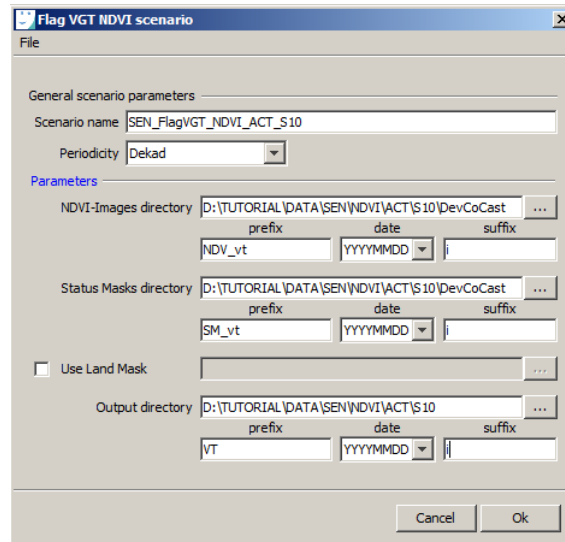 Flag VGT NDVI scenario
File
General scenario parameters
Scenario name SEN_FlagVGT_NDVI_ACT_S10
Periodicity Dekad
Parameters
NDVI-Images directory D:\TUTORIAL\DATA\SEN\NDVI\ACT\S10\DevCoCast ...
prefix date suffix
NDV_vt YYYYMMDD i
Status Masks directory D:\TUTORIAL\DATA\SEN\NDVI\ACT\S10\DevCoCast ...
prefix date suffix
SM_vt YYYYMMDD i
Use Land Mask ...
Output directory D:\TUTORIAL\DATA\SEN\NDVI\ACT\S10 ...
prefix date suffix
VT YYYYMMDD i
Cancel Ok